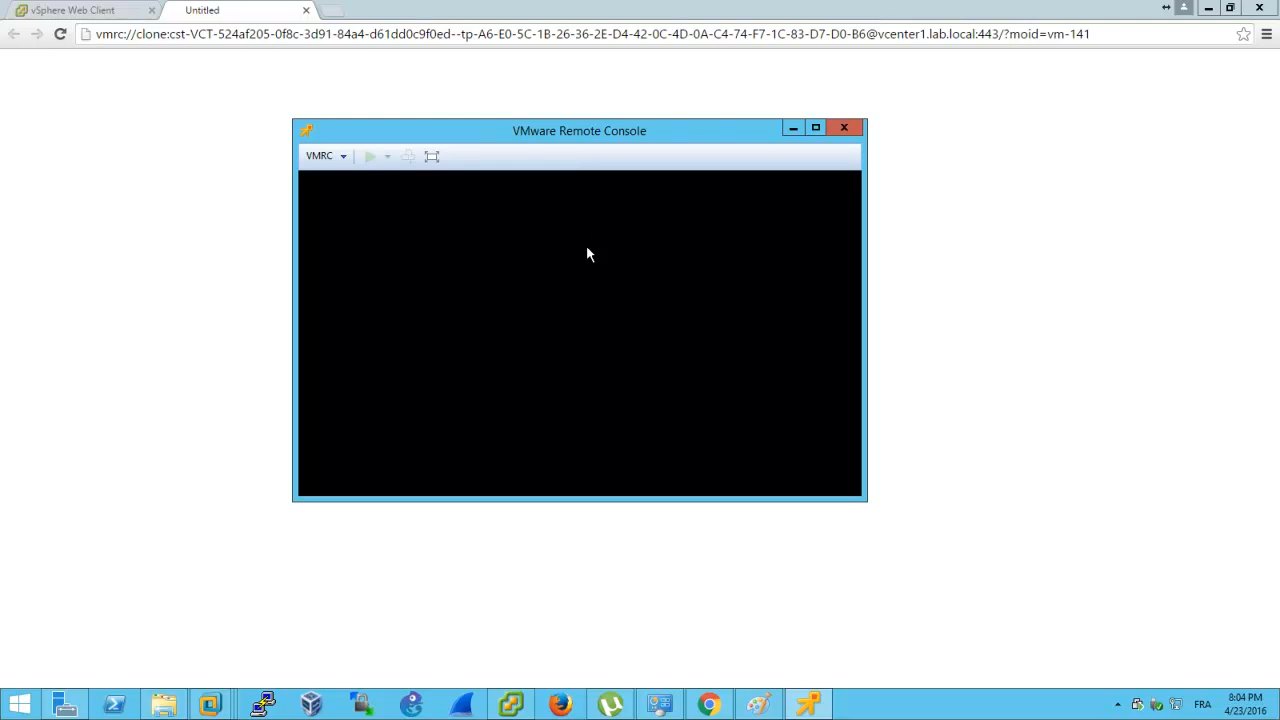 vSphere Web Client
Untitled
vmrc://clone:cst-VCT-524af205-0f8c-3d91-84a4-d61dd0c9f0ed--tp-A6-E0-5C-1B-26-36-2E-D4-42-0C-4D-0A-C4-74-F7-1C-83-D7-D0-B6@vcenter1.lab.local:443/?moid=vm-141
VMware Remote Console
VMRC
FRA
8:04 PM
4/23/2016